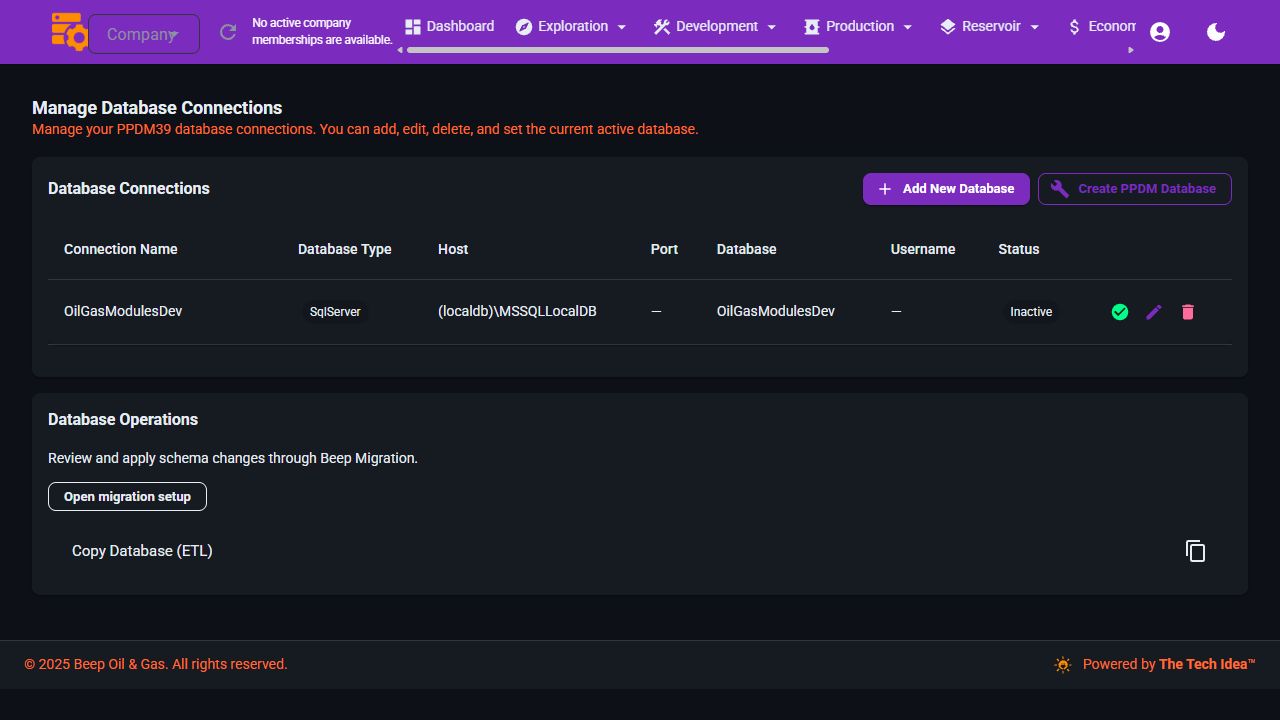 Company
No active company
memberships are available.
Dashboard
Exploration
Development
Production
Reservoir
Econom
Manage Database Connections
Manage your PPDM39 database connections. You can add, edit, delete, and set the current active database.
Database Connections
Add New Database
Create PPDM Database
Connection Name Database Type Host Port Database Username Status
OilGasModulesDev SqlServer (localdb)\MSSQLLocalDB — OilGasModulesDev — Inactive
Database Operations
Review and apply schema changes through Beep Migration.
Open migration setup
Copy Database (ETL)
© 2025 Beep Oil & Gas. All rights reserved.
Powered by The Tech Idea™